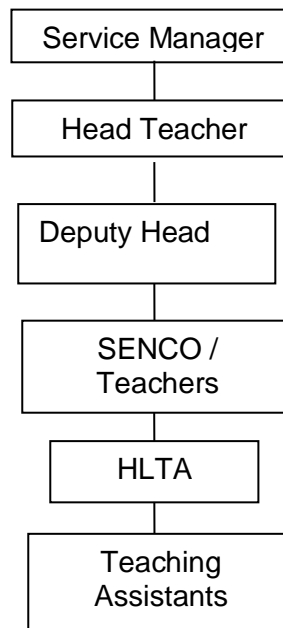 Service Manager
Head Teacher
Deputy Head
SENCO /
Teachers
HLTA
Teaching
Assistants